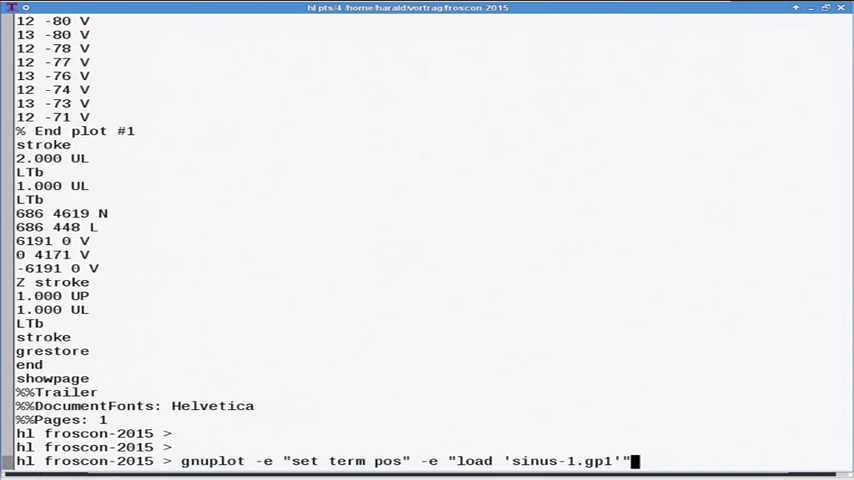 hl pts/4 /home/harald/vortrag/froscon-2015
12 -80 V
13 -80 V
12 -78 V
12 -77 V
13 -76 V
12 -74 V
13 -73 V
12 -71 V
% End plot #1
stroke
2.000 UL
LTb
1.000 UL
LTb
686 4619 N
686 448 L
6191 0 V
0 4171 V
-6191 0 V
Z stroke
1.000 UP
1.000 UL
LTb
stroke
grestore
end
showpage
%%Trailer
%%DocumentFonts: Helvetica
%%Pages: 1
hl froscon-2015 >
hl froscon-2015 >
hl froscon-2015 > gnuplot -e "set term pos" -e "load 'sinus-1.gp1'"